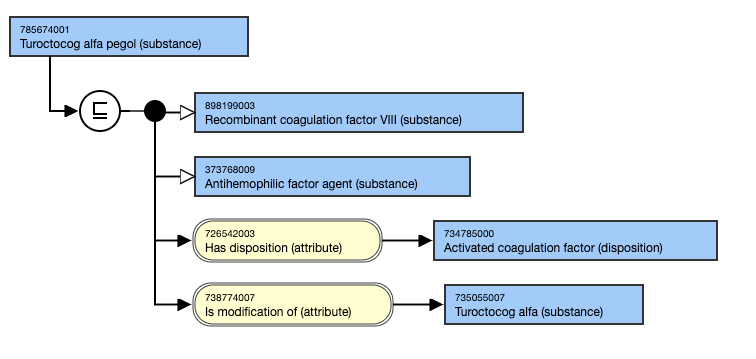 785674001
Turoctocog alfa pegol (substance)
⊑
898199003
Recombinant coagulation factor VIII (substance)
373768009
Antihemophilic factor agent (substance)
726542003
Has disposition (attribute)
734785000
Activated coagulation factor (disposition)
738774007
Is modification of (attribute)
735055007
Turoctocog alfa (substance)